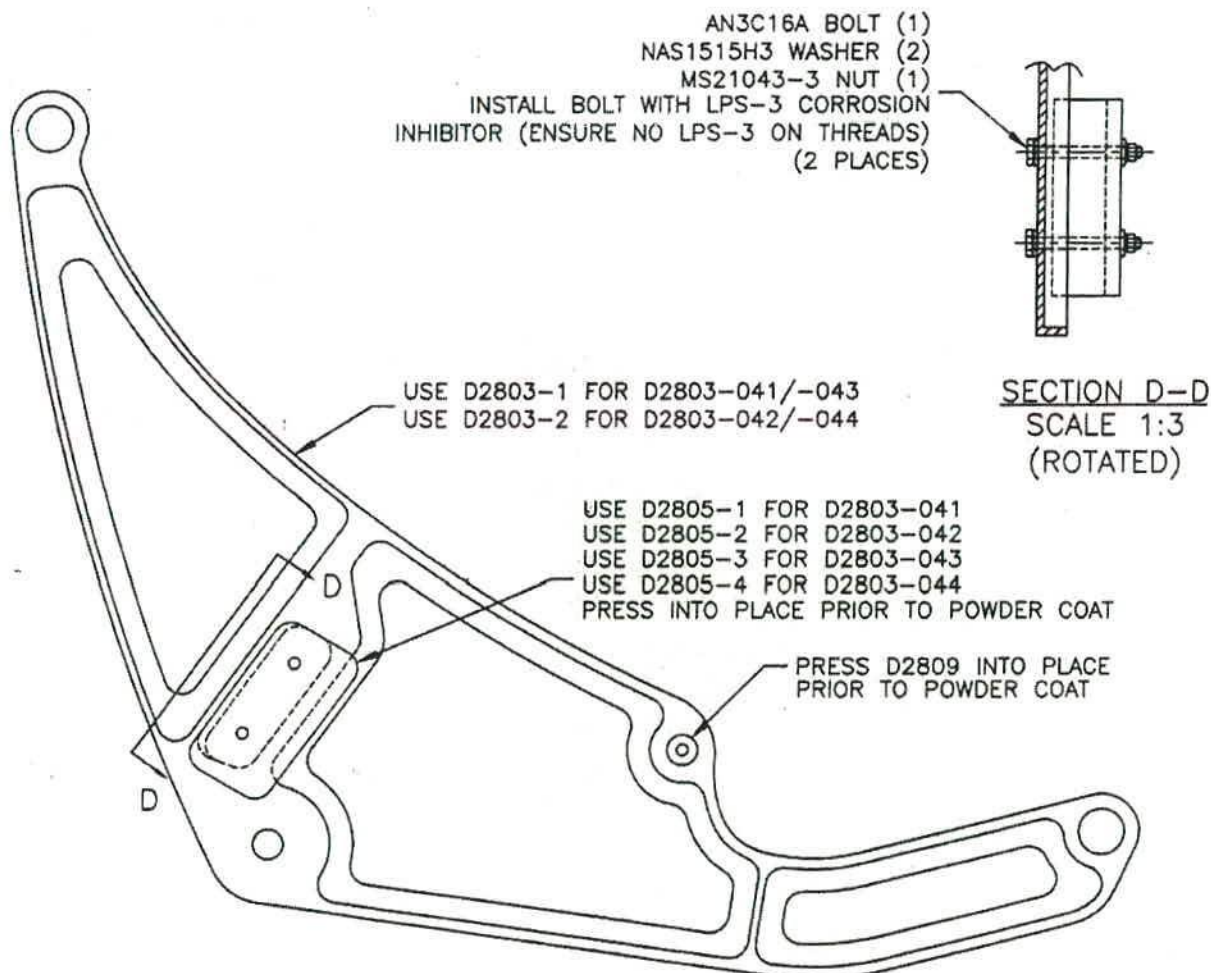 AN3C16A BOLT (1)
NAS1515H3 WASHER (2)
MS21043-3 NUT (1)
INSTALL BOLT WITH LPS-3 CORROSION
INHIBITOR (ENSURE NO LPS-3 ON THREADS)
(2 PLACES)
SECTION D-D
SCALE 1:3
(ROTATED)
USE D2803-1 FOR D2803-041/-043
USE D2803-2 FOR D2803-042/-044
USE D2805-1 FOR D2803-041
USE D2805-2 FOR D2803-042
USE D2805-3 FOR D2803-043
USE D2805-4 FOR D2803-044
PRESS INTO PLACE PRIOR TO POWDER COAT
D
PRESS D2809 INTO PLACE
PRIOR TO POWDER COAT
D